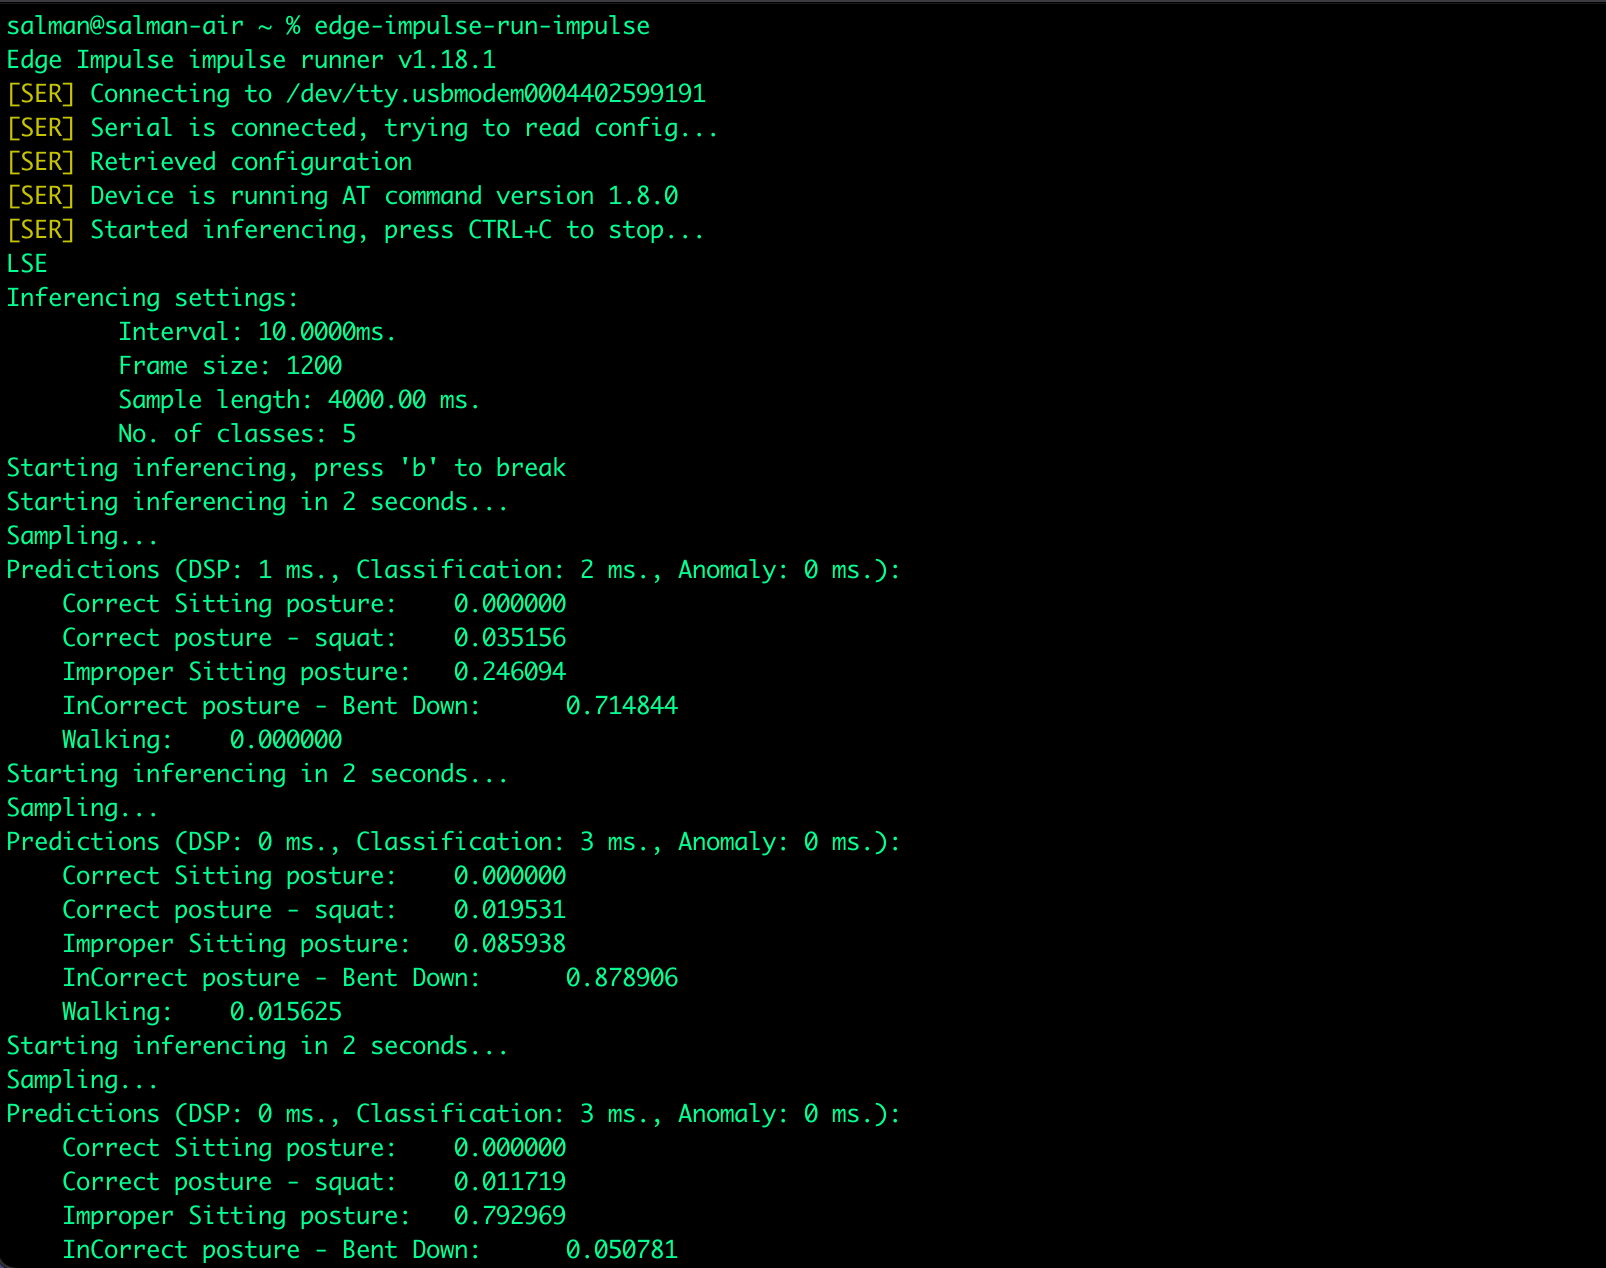 salman@salman-air ~ % edge-impulse-run-impulse
Edge Impulse impulse runner v1.18.1
[SER] Connecting to /dev/tty.usbmodem0004402599191
[SER] Serial is connected, trying to read config...
[SER] Retrieved configuration
[SER] Device is running AT command version 1.8.0
[SER] Started inferencing, press CTRL+C to stop...
LSE
Inferencing settings:
        Interval: 10.0000ms.
        Frame size: 1200
        Sample length: 4000.00 ms.
        No. of classes: 5
Starting inferencing, press 'b' to break
Starting inferencing in 2 seconds...
Sampling...
Predictions (DSP: 1 ms., Classification: 2 ms., Anomaly: 0 ms.):
    Correct Sitting posture:    0.000000
    Correct posture - squat:    0.035156
    Improper Sitting posture:   0.246094
    InCorrect posture - Bent Down:      0.714844
    Walking:    0.000000
Starting inferencing in 2 seconds...
Sampling...
Predictions (DSP: 0 ms., Classification: 3 ms., Anomaly: 0 ms.):
    Correct Sitting posture:    0.000000
    Correct posture - squat:    0.019531
    Improper Sitting posture:   0.085938
    InCorrect posture - Bent Down:      0.878906
    Walking:    0.015625
Starting inferencing in 2 seconds...
Sampling...
Predictions (DSP: 0 ms., Classification: 3 ms., Anomaly: 0 ms.):
    Correct Sitting posture:    0.000000
    Correct posture - squat:    0.011719
    Improper Sitting posture:   0.792969
    InCorrect posture - Bent Down:      0.050781